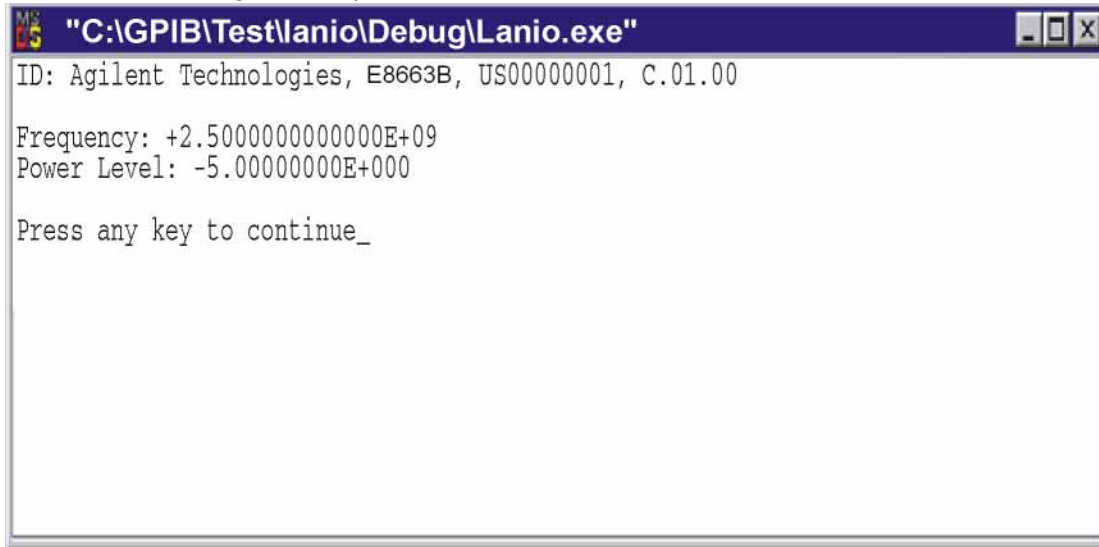 "C:\GPIB\Test\lanio\Debug\Lanio.exe"
ID: Agilent Technologies, E8663B, US00000001, C.01.00
Frequency: +2.5000000000000E+09
Power Level: -5.00000000E+000
Press any key to continue_